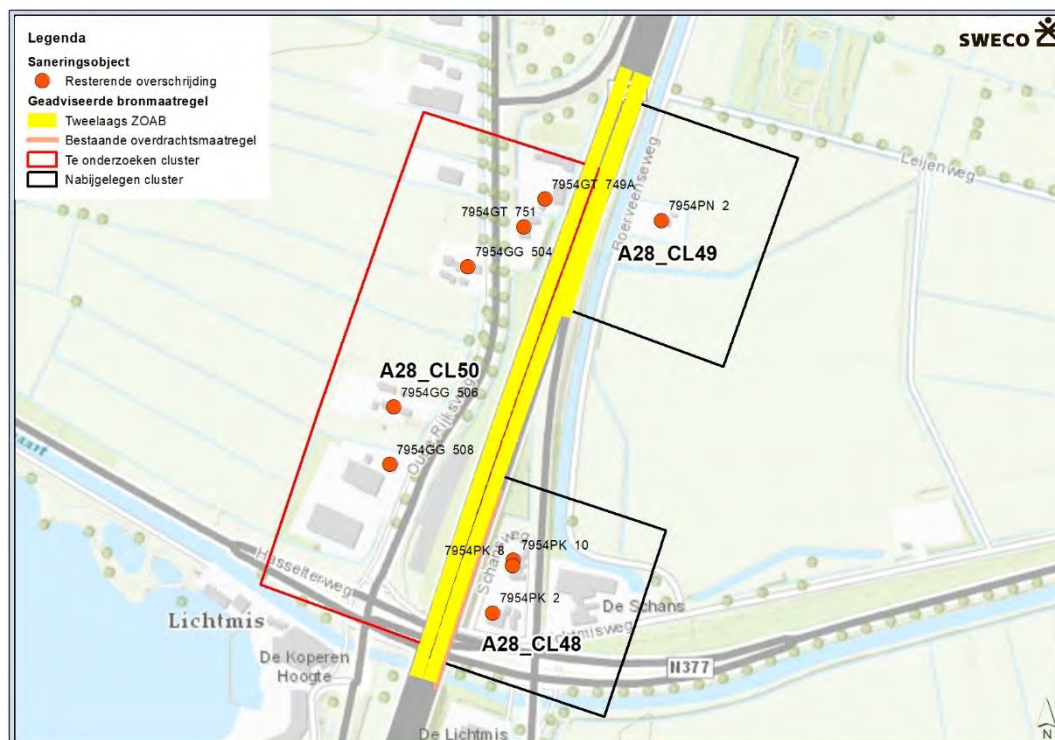 Legenda
Saneringsobject
Resterende overschrijding
Geadviseerde bronmaatregel
Tweelaags ZOAB
Bestaande overdrachtsmaatregel
Te onderzoeken cluster
Nabijgelegen cluster
SWECO
Leijenweg
Roerveenseweg
7954GT 749A
7954GT 751
7954PN 2
A28_CL49
7954GG 504
A28_CL50
7954GG 506
Oude Rijksweg
7954GG 508
7954PK 8
7954PK 10
Schansweg
Hasselterweg
7954PK 2
De Schans
Lichtmis
A28_CL48
De Koperen
Hoogte
N377
De Lichtmis
N